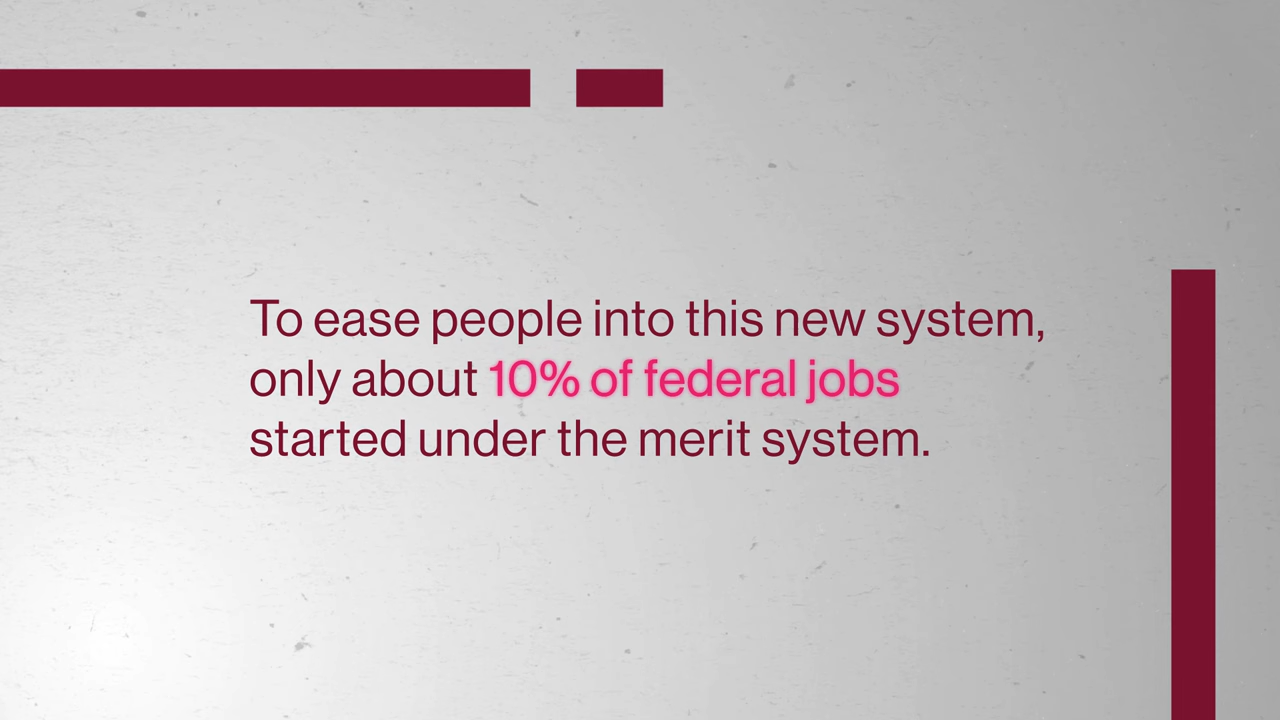 To ease people into this new system,
only about 10% of federal jobs
started under the merit system.